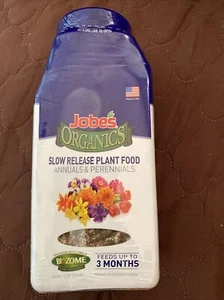 Jobe's
ORGANICS
SLOW RELEASE PLANT FOOD
ANNUALS & PERENNIALS
BIOZOME
FEEDS UP TO
3 MONTHS